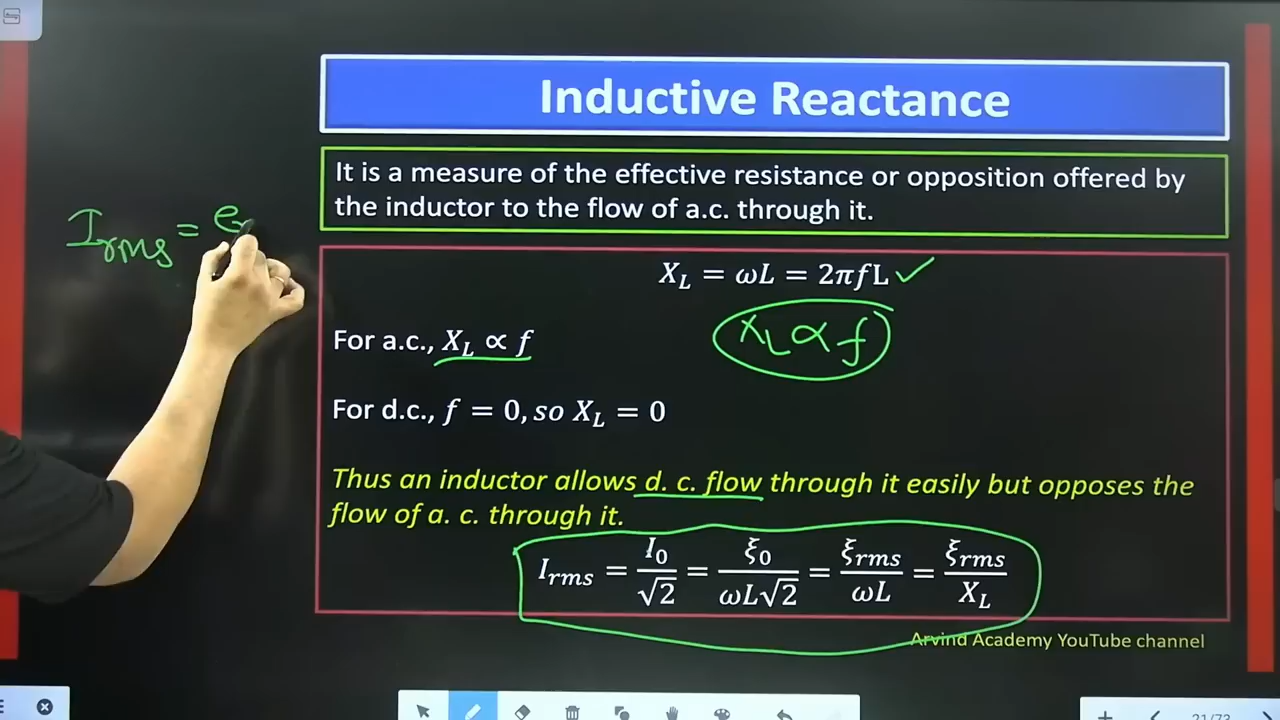 Inductive Reactance
It is a measure of the effective resistance or opposition offered by
the inductor to the flow of a.c. through it.
I_rms = e
X_L = ωL = 2πfL ✓
X_L ∝ f
For a.c., X_L ∝ f
For d.c., f = 0, so X_L = 0
Thus an inductor allows d. c. flow through it easily but opposes the
flow of a. c. through it.
I_rms = I_0/√2 = ξ_0/ωL√2 = ξ_rms/ωL = ξ_rms/X_L
Arvind Academy YouTube channel